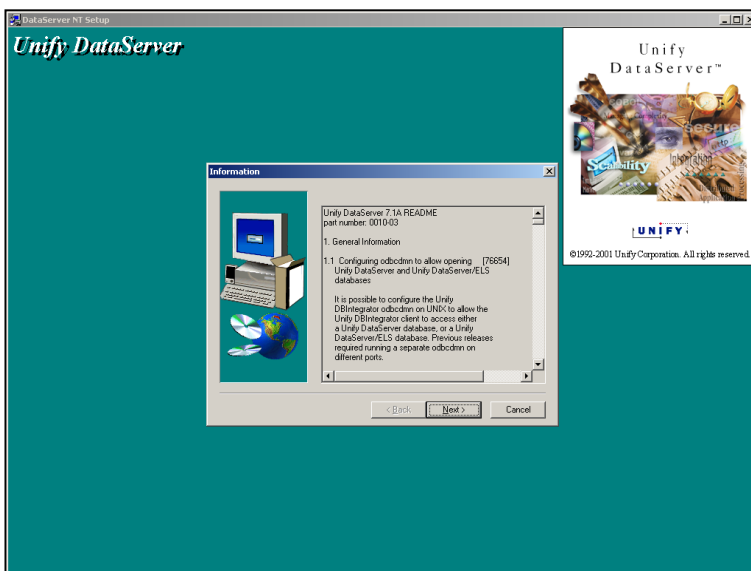 DataServer NT Setup
Unify DataServer
Unify
DataServer™
Secure
Scalability
Integration
UNIFY
©1992-2001 Unify Corporation. All rights reserved.
Information
Unify DataServer 7.1A README
part number: 0010-03
1. General Information
1.1 Configuring odbcdmn to allow opening [76654]
Unify DataServer and Unify DataServer/ELS
databases
It is possible to configure the Unify
DBIntegrator odbcdmn on UNIX to allow the
Unify DBIntegrator client to access either
a Unify DataServer database, or a Unify
DataServer/ELS database. Previous releases
required running a separate odbcdmn on
different ports.
< Back
Next >
Cancel